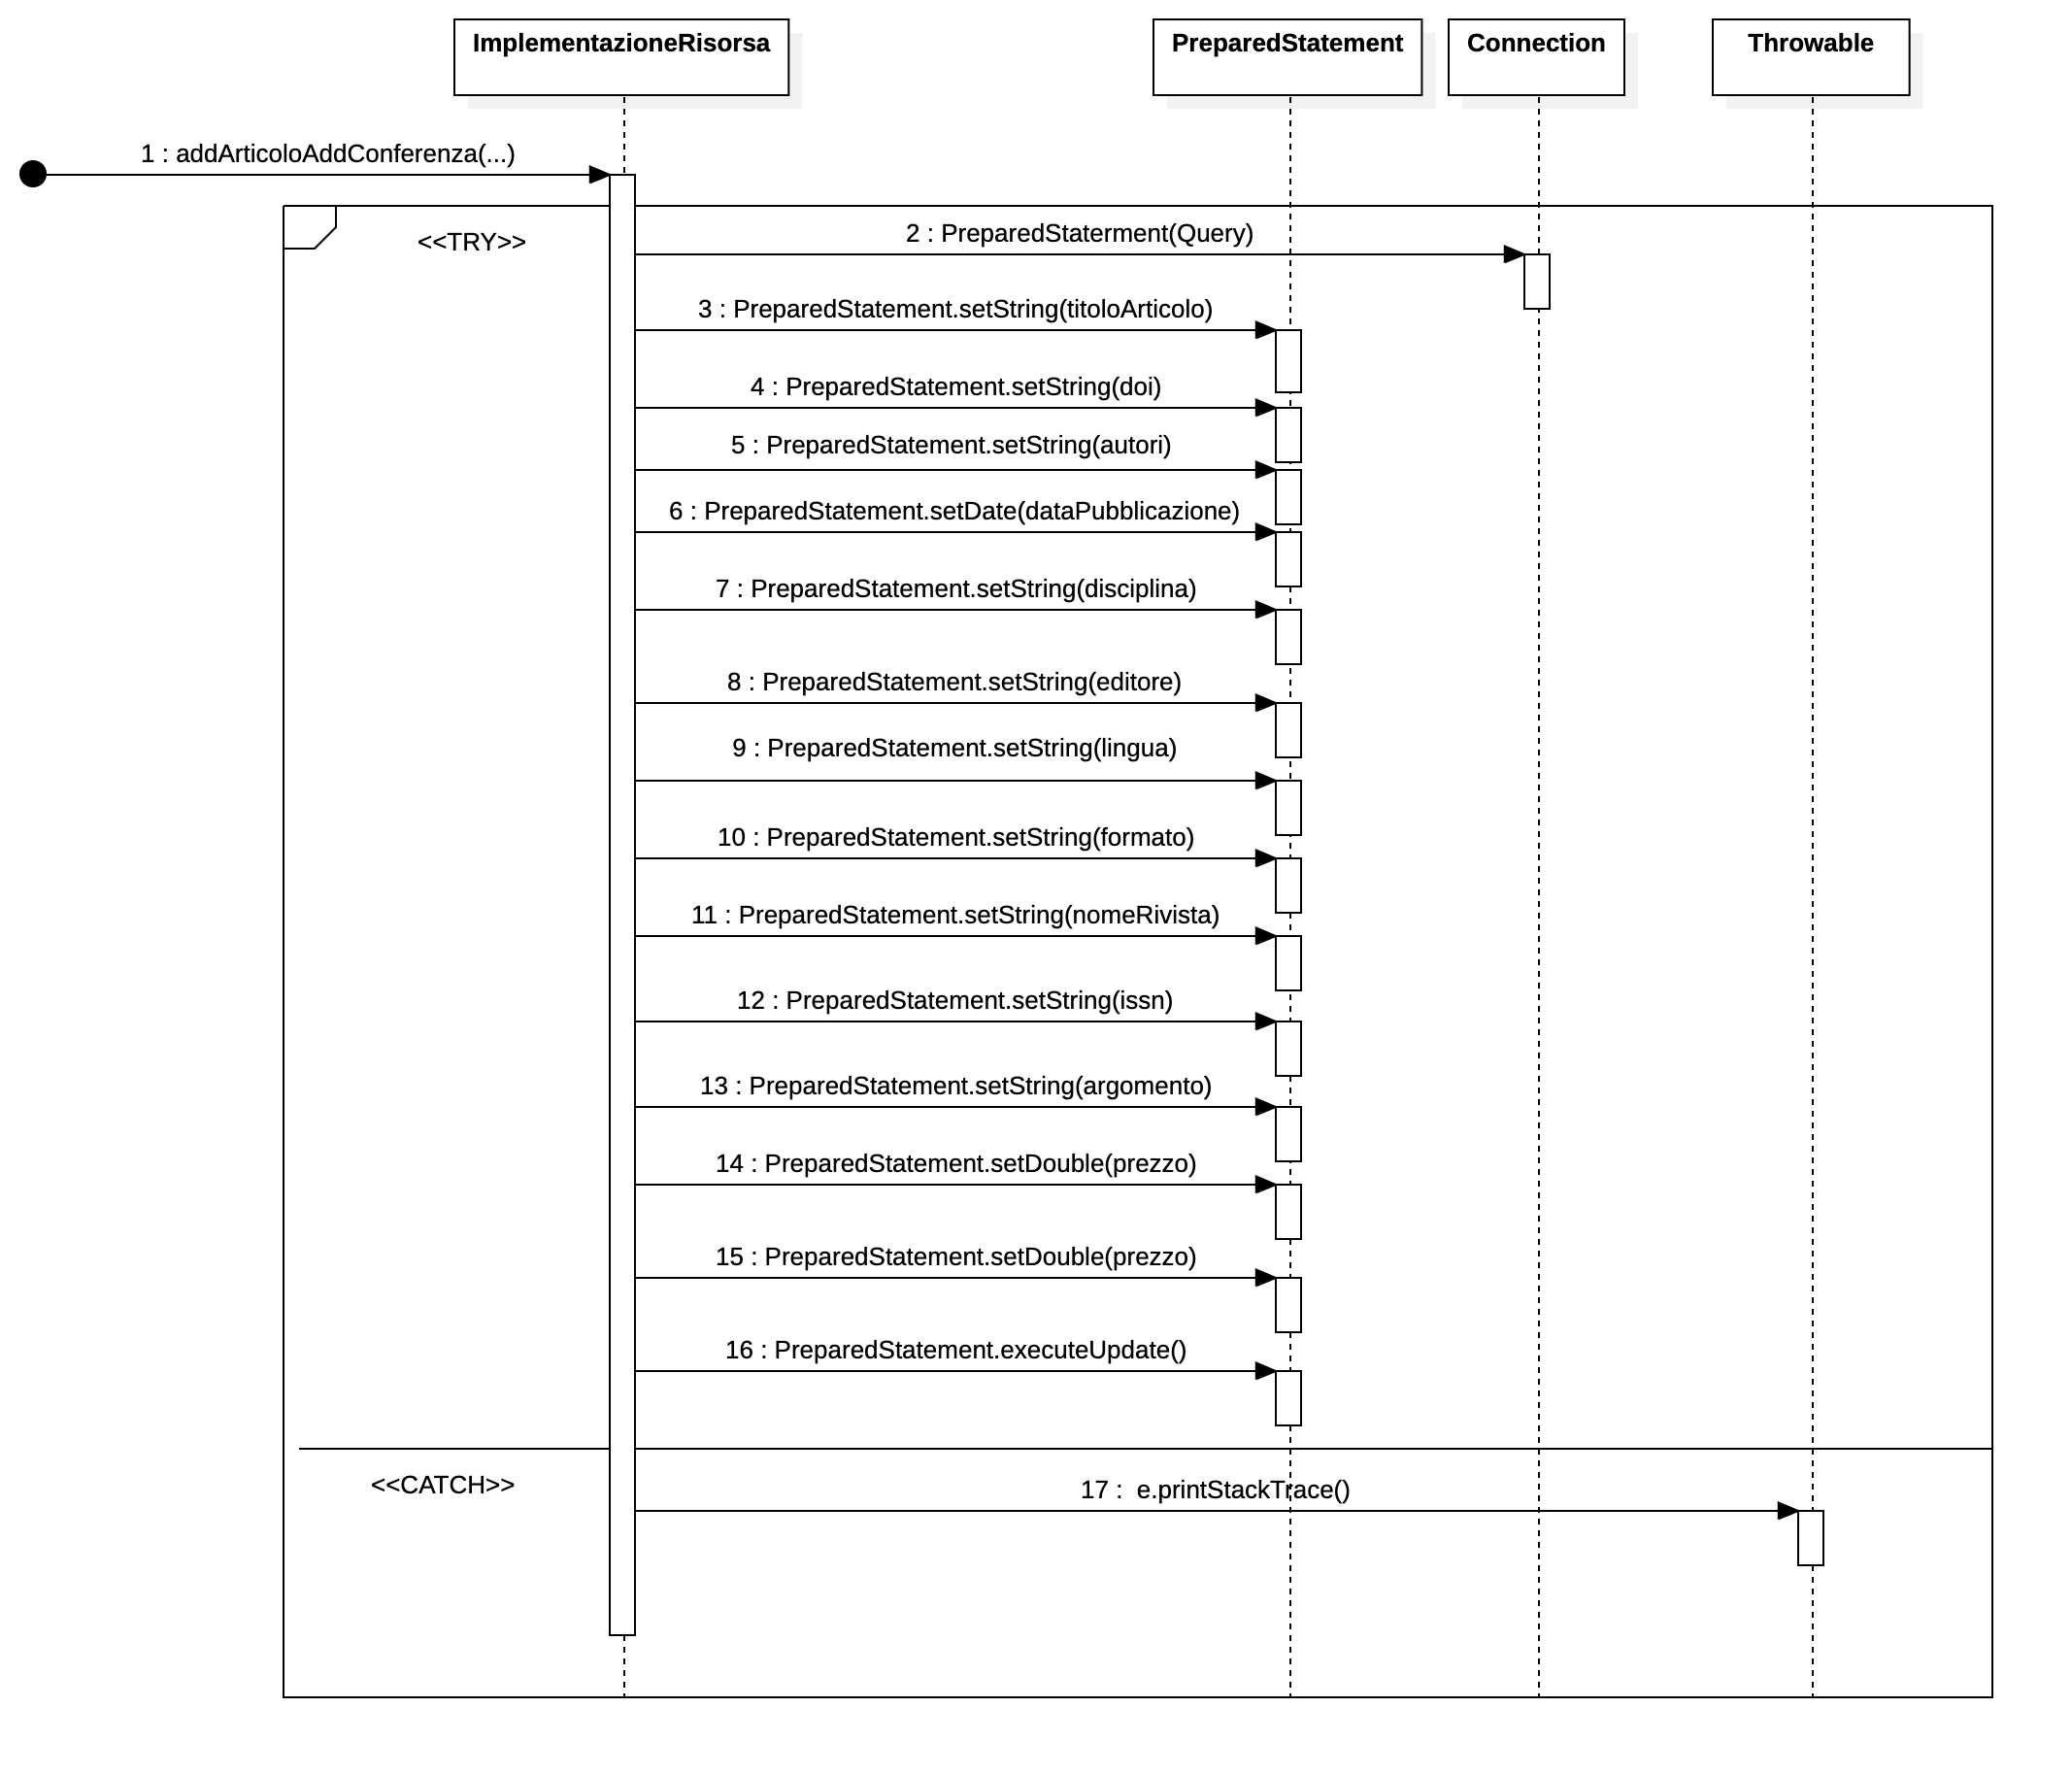 ImplementazioneRisorsa
PreparedStatement
Connection
Throwable
1 : addArticoloAddConferenza(...)
<<TRY>>
2 : PreparedStaterment(Query)
3 : PreparedStatement.setString(titoloArticolo)
4 : PreparedStatement.setString(doi)
5 : PreparedStatement.setString(autori)
6 : PreparedStatement.setDate(dataPubblicazione)
7 : PreparedStatement.setString(disciplina)
8 : PreparedStatement.setString(editore)
9 : PreparedStatement.setString(lingua)
10 : PreparedStatement.setString(formato)
11 : PreparedStatement.setString(nomeRivista)
12 : PreparedStatement.setString(issn)
13 : PreparedStatement.setString(argomento)
14 : PreparedStatement.setDouble(prezzo)
15 : PreparedStatement.setDouble(prezzo)
16 : PreparedStatement.executeUpdate()
<<CATCH>>
17 :  e.printStackTrace()